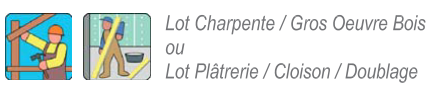 Lot Charpente / Gros Oeuvre Bois
ou
Lot Plâtrerie / Cloison / Doublage